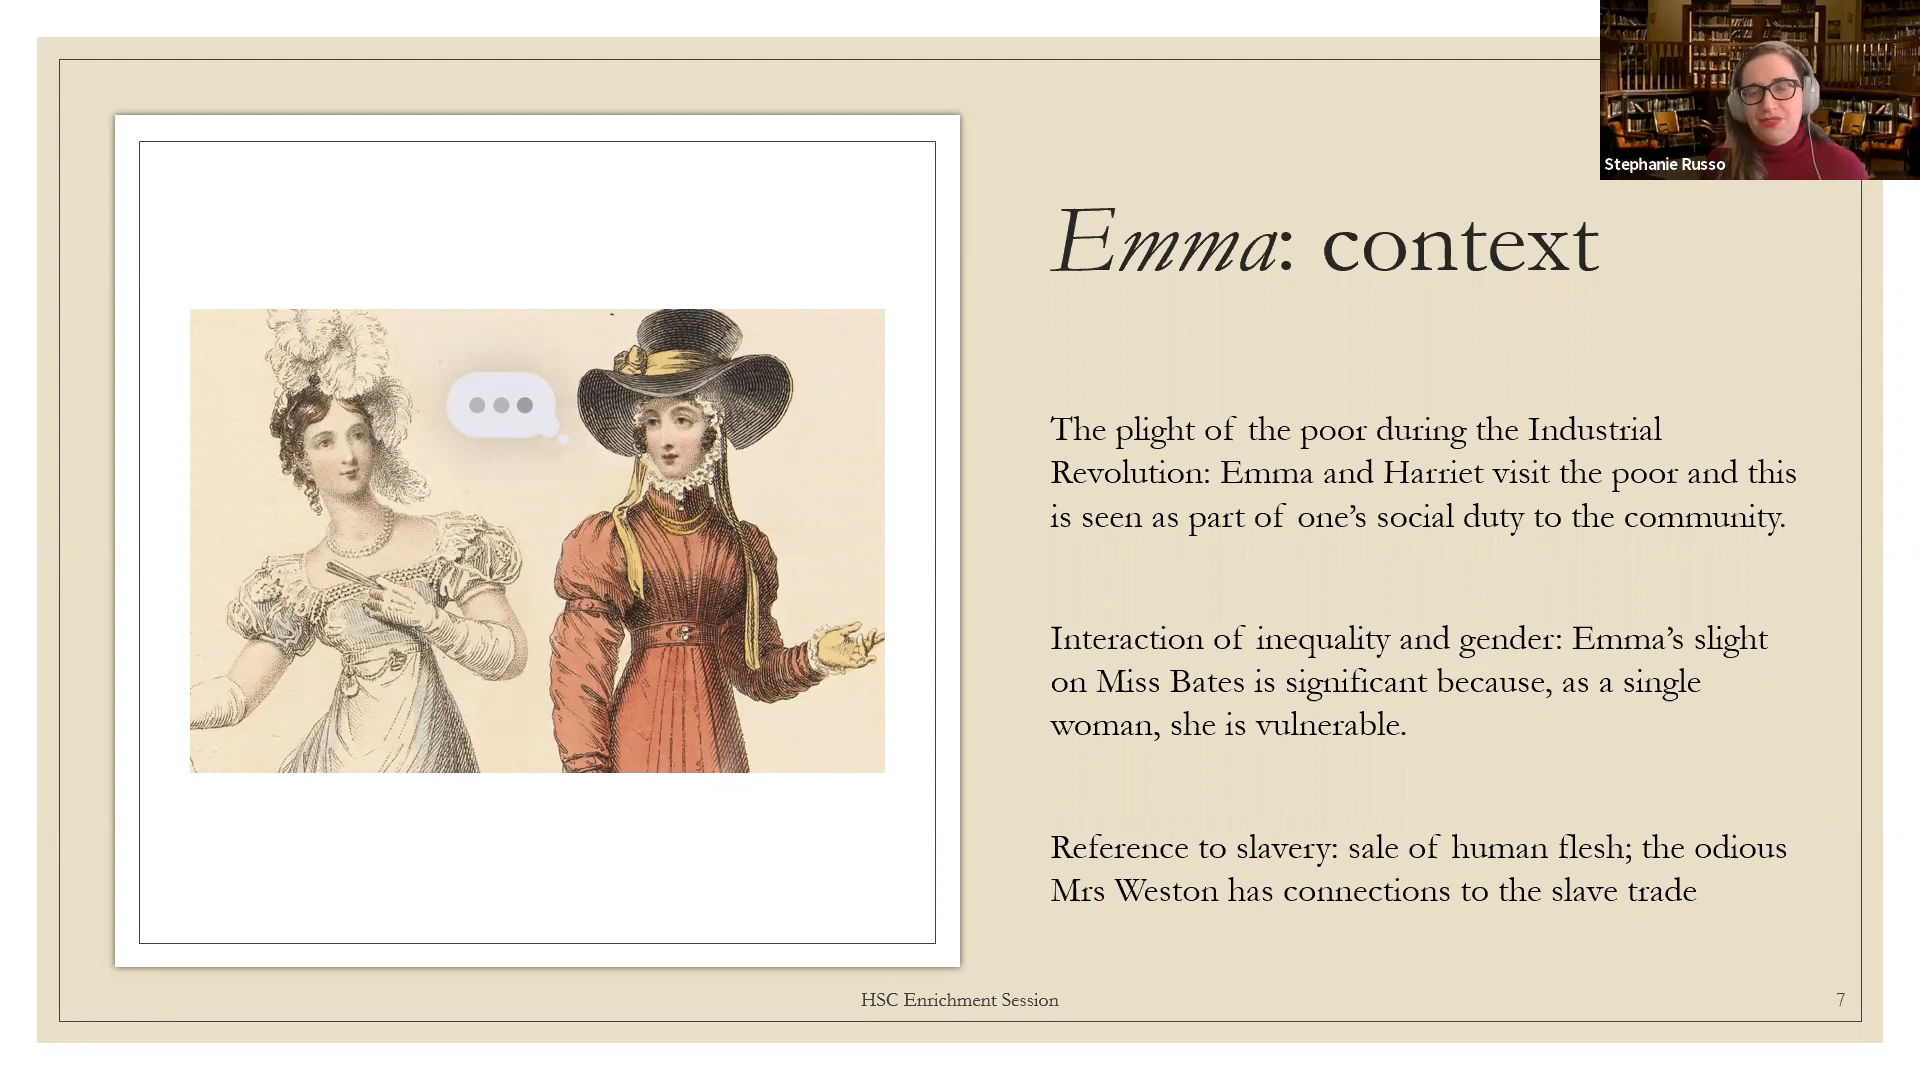 Stephanie Russo
Emma: context
The plight of the poor during the Industrial
Revolution: Emma and Harriet visit the poor and this
is seen as part of one’s social duty to the community.
Interaction of inequality and gender: Emma’s slight
on Miss Bates is significant because, as a single
woman, she is vulnerable.
Reference to slavery: sale of human flesh; the odious
Mrs Weston has connections to the slave trade
HSC Enrichment Session
7